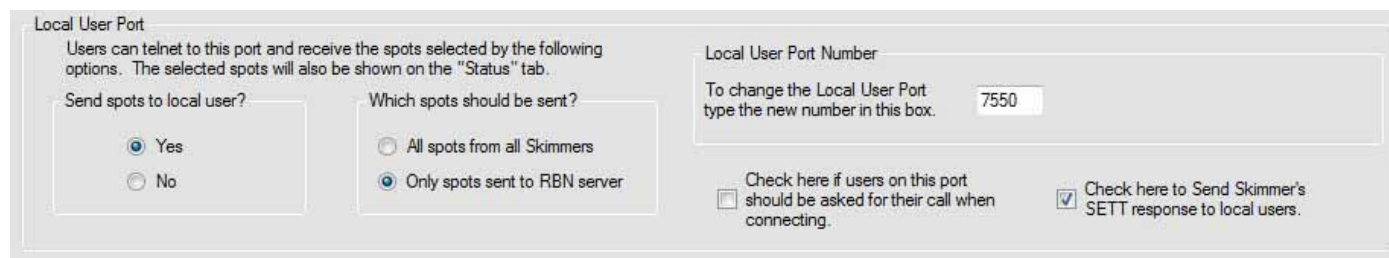 Local User Port
Users can telnet to this port and receive the spots selected by the following
options. The selected spots will also be shown on the "Status" tab.
Send spots to local user?
Yes
No
Which spots should be sent?
All spots from all Skimmers
Only spots sent to RBN server
Local User Port Number
To change the Local User Port
type the new number in this box.
7550
Check here if users on this port
should be asked for their call when
connecting.
Check here to Send Skimmer's
SETT response to local users.